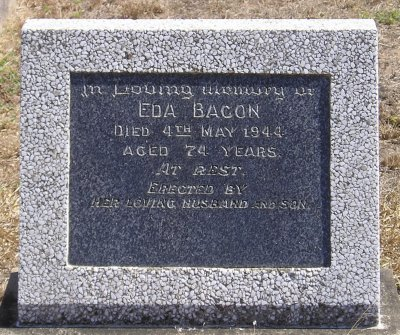 In Loving Memory of
EDA BACON
DIED 4TH MAY 1944
AGED 74 YEARS.
AT REST.
ERECTED BY
HER LOVING HUSBAND AND SON.